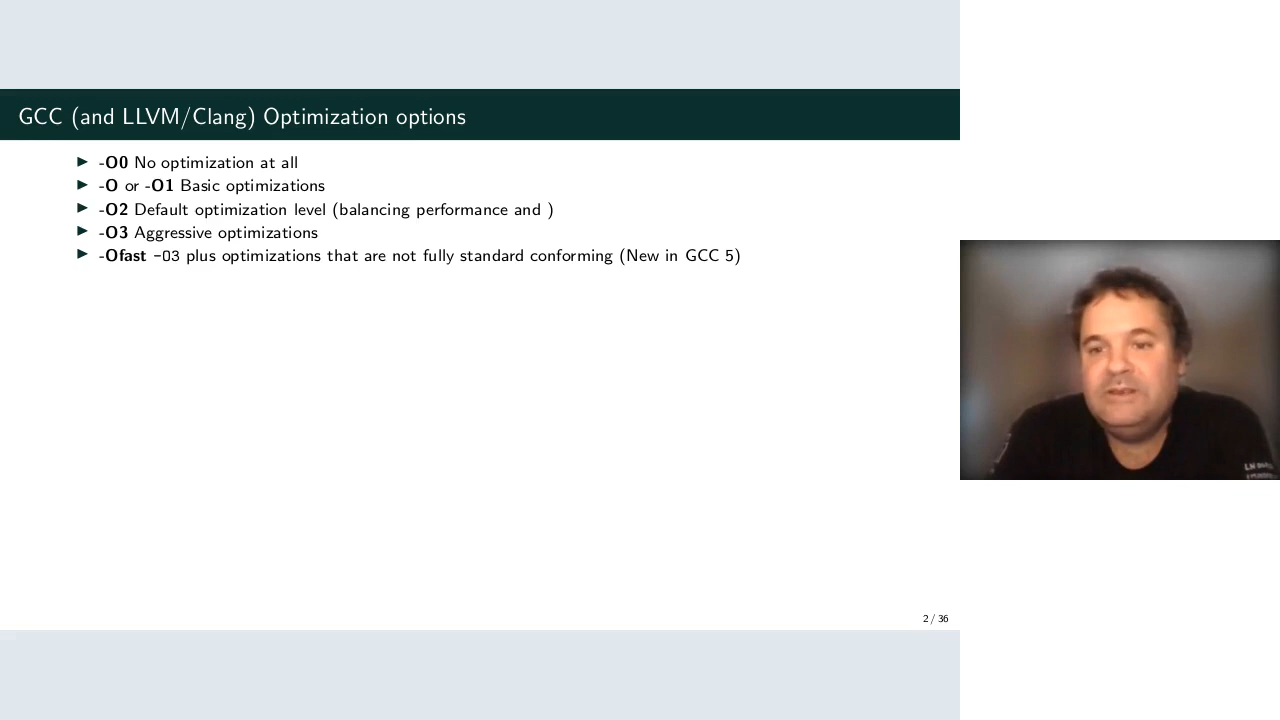 GCC (and LLVM/Clang) Optimization options
▶ -O0 No optimization at all
▶ -O or -O1 Basic optimizations
▶ -O2 Default optimization level (balancing performance and )
▶ -O3 Aggressive optimizations
▶ -Ofast -O3 plus optimizations that are not fully standard conforming (New in GCC 5)
2 / 36